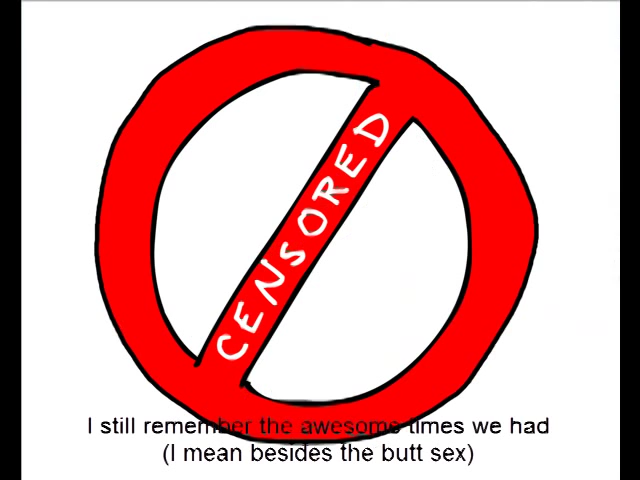 CENSORED
I still remember the awesome times we had
(I mean besides the butt sex)